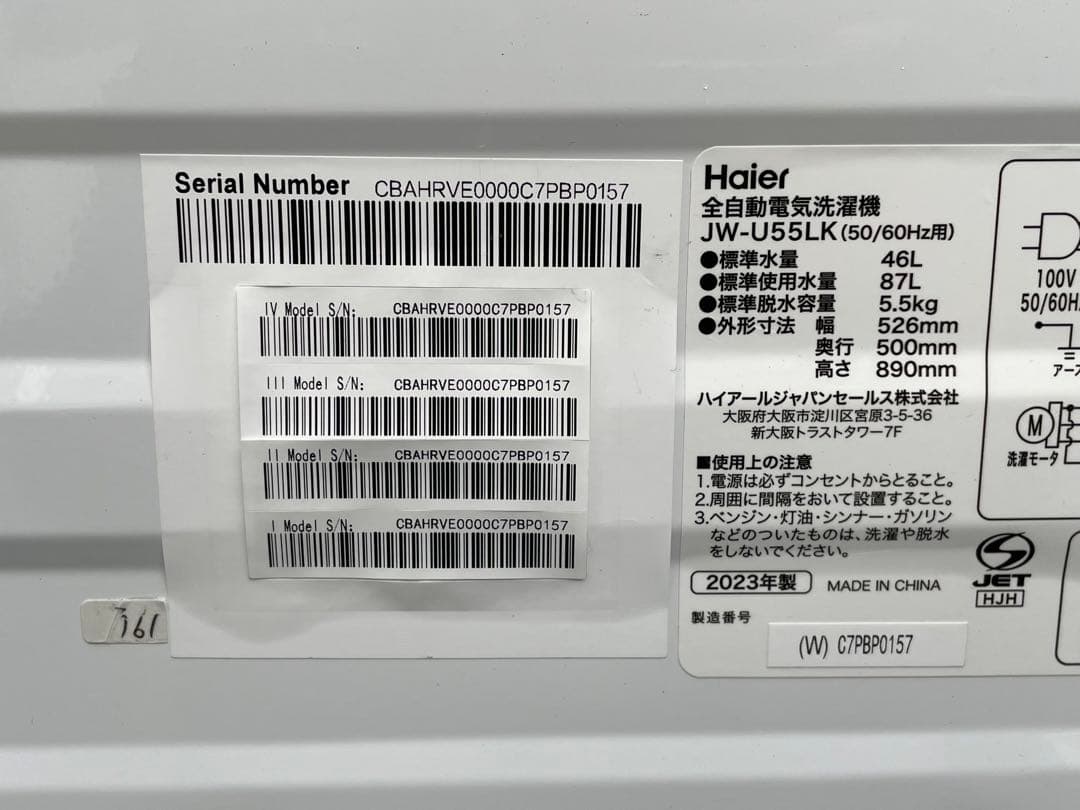 Serial Number CBAHRVE0000C7PBP0157
IV Model S/N: CBAHRVE0000C7PBP0157
III Model S/N: CBAHRVE0000C7PBP0157
II Model S/N: CBAHRVE0000C7PBP0157
I Model S/N: CBAHRVE0000C7PBP0157
161
Haier
全自動電気洗濯機
JW-U55LK(50/60Hz用)
●標準水量 46L
●標準使用水量 87L
●標準脱水容量 5.5kg
●外形寸法 幅 526mm
奥行 500mm
高さ 890mm
ハイアールジャパンセールス株式会社
大阪府大阪市淀川区宮原3-5-36
新大阪トラストタワー7F
■使用上の注意
1.電源は必ずコンセントからとること。
2.周囲に間隔をおいて設置すること。
3.ベンジン・灯油・シンナー・ガソリン
などのついたものは、洗濯や脱水
をしないでください。
2023年製 MADE IN CHINA
製造番号
(W) C7PBP0157
100V
50/60H
アース
M
洗濯モータ
JET
HJH